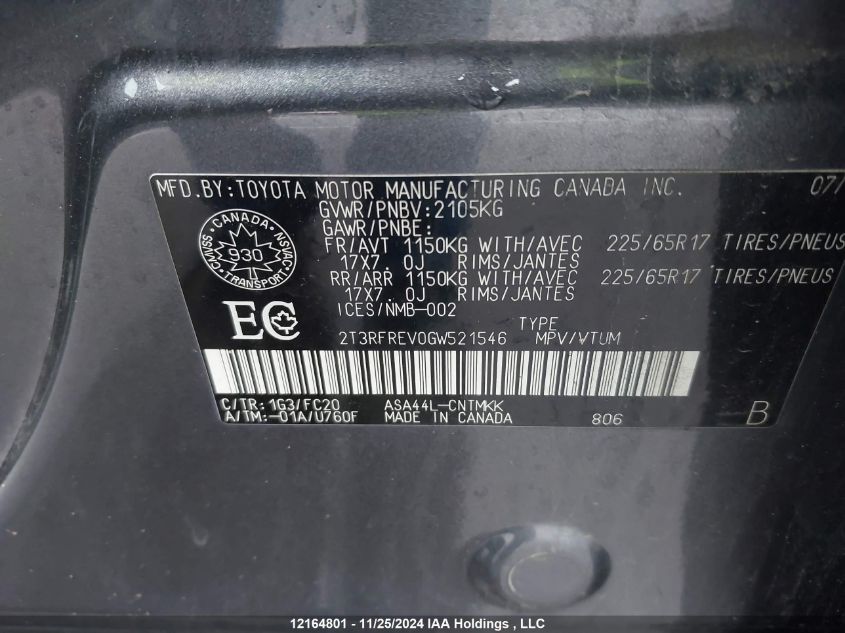 MFD.BY:TOYOTA MOTOR MANUFACTURING CANADA INC. 07/
GVWR/PNBV:2105KG
GAWR/PNBE:
FR/AVT 1150KG WITH/AVEC 225/65R17 TIRES/PNEUS
17X7.0J RIMS/JANTES
RR/ARR 1150KG WITH/AVEC 225/65R17 TIRES/PNEUS
17X7.0J RIMS/JANTES
ICES/NMB-002
CANADA
CMVSS NSVAC
930
TRANSPORT
EC
TYPE
2T3RFREV0GW521546 MPV/VTUM
C/TR: 1G3/FC20 ASA44L-CNTMKK
A/TM:-01A/U760F MADE IN CANADA 806 B
12164801 - 11/25/2024 IAA Holdings , LLC